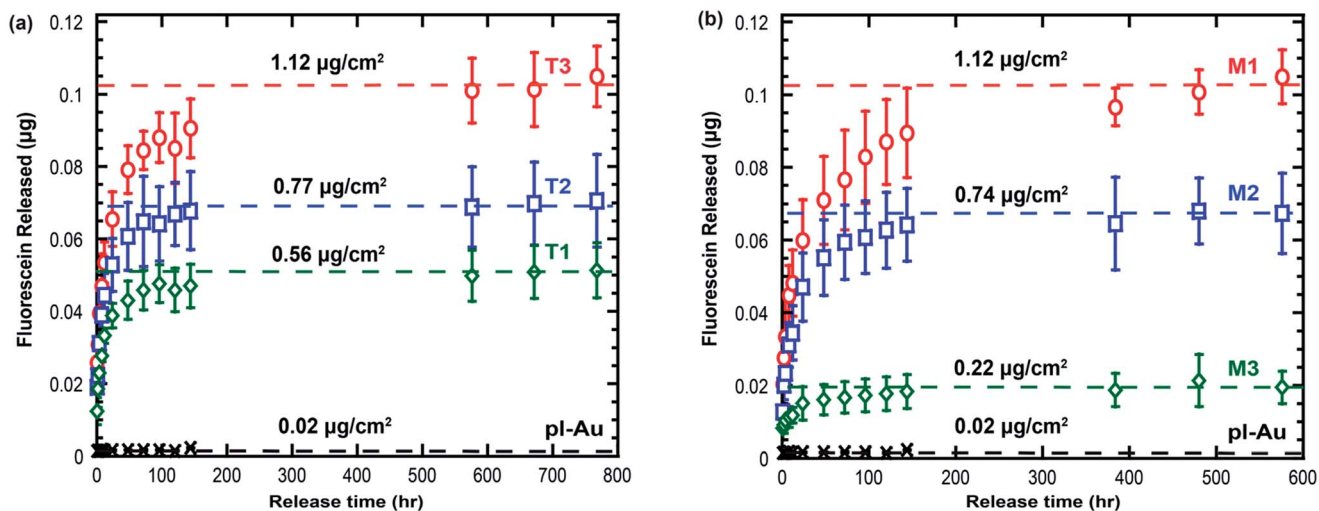 (a)
0.12
0.1
0.08
0.06
0.04
0.02
0
Fluorescein Released (µg)
1.12 µg/cm²
T3
0.77 µg/cm²
T2
0.56 µg/cm²
T1
0.02 µg/cm²
pl-Au
0 100 200 300 400 500 600 700 800
Release time (hr)
(b)
0.12
0.1
0.08
0.06
0.04
0.02
0
Fluorescein Released (µg)
1.12 µg/cm²
M1
0.74 µg/cm²
M2
0.22 µg/cm²
M3
0.02 µg/cm²
pl-Au
0 100 200 300 400 500 600
Release time (hr)